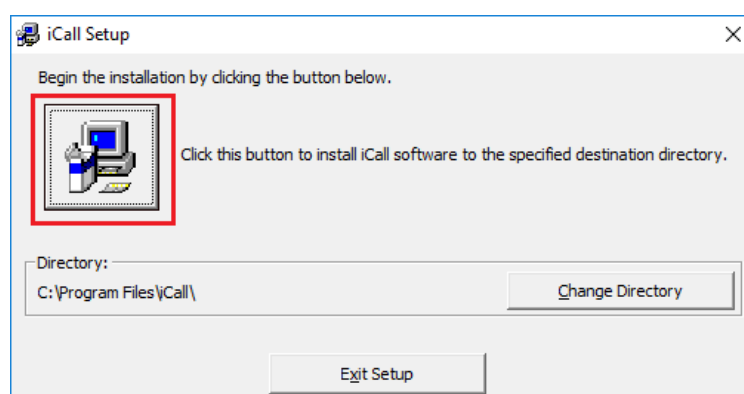 iCall Setup
Begin the installation by clicking the button below.
Click this button to install iCall software to the specified destination directory.
Directory:
C:\Program Files\iCall\
Change Directory
Exit Setup